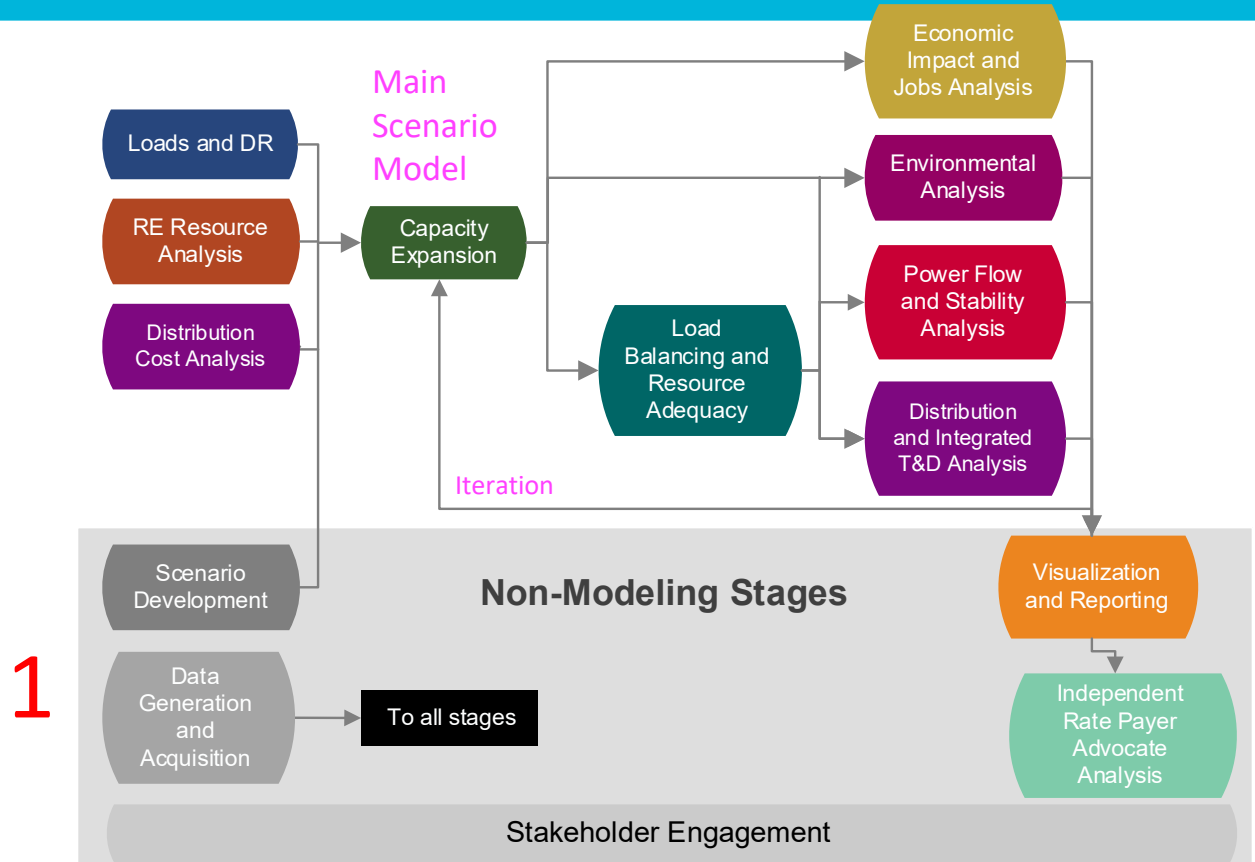 Economic
Impact and
Jobs Analysis
Main
Scenario
Model
Loads and DR
Environmental
Analysis
RE Resource
Analysis
Capacity
Expansion
Power Flow
and Stability
Analysis
Distribution
Cost Analysis
Load
Balancing and
Resource
Adequacy
Distribution
and Integrated
T&D Analysis
Iteration
Scenario
Development
Non-Modeling Stages
Visualization
and Reporting
1
Data
Generation
and
Acquisition
To all stages
Independent
Rate Payer
Advocate
Analysis
Stakeholder Engagement